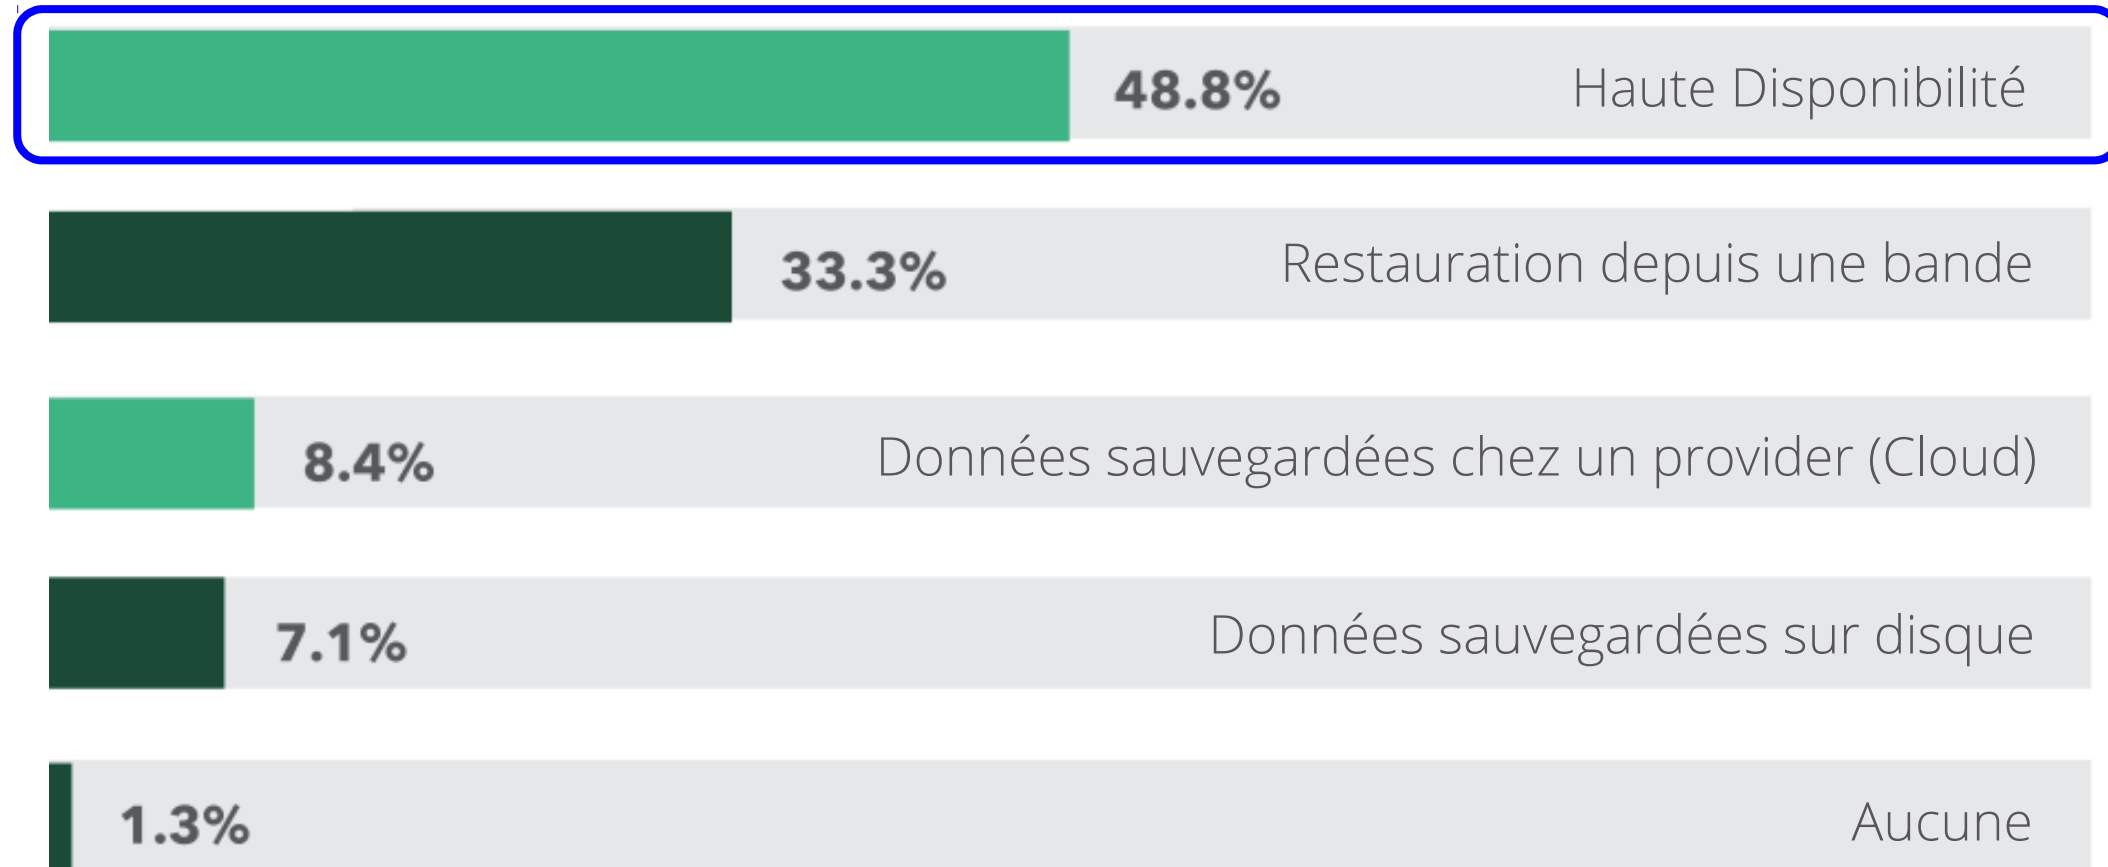 48.8% Haute Disponibilité
33.3% Restauration depuis une bande
8.4% Données sauvegardées chez un provider (Cloud)
7.1% Données sauvegardées sur disque
1.3% Aucune